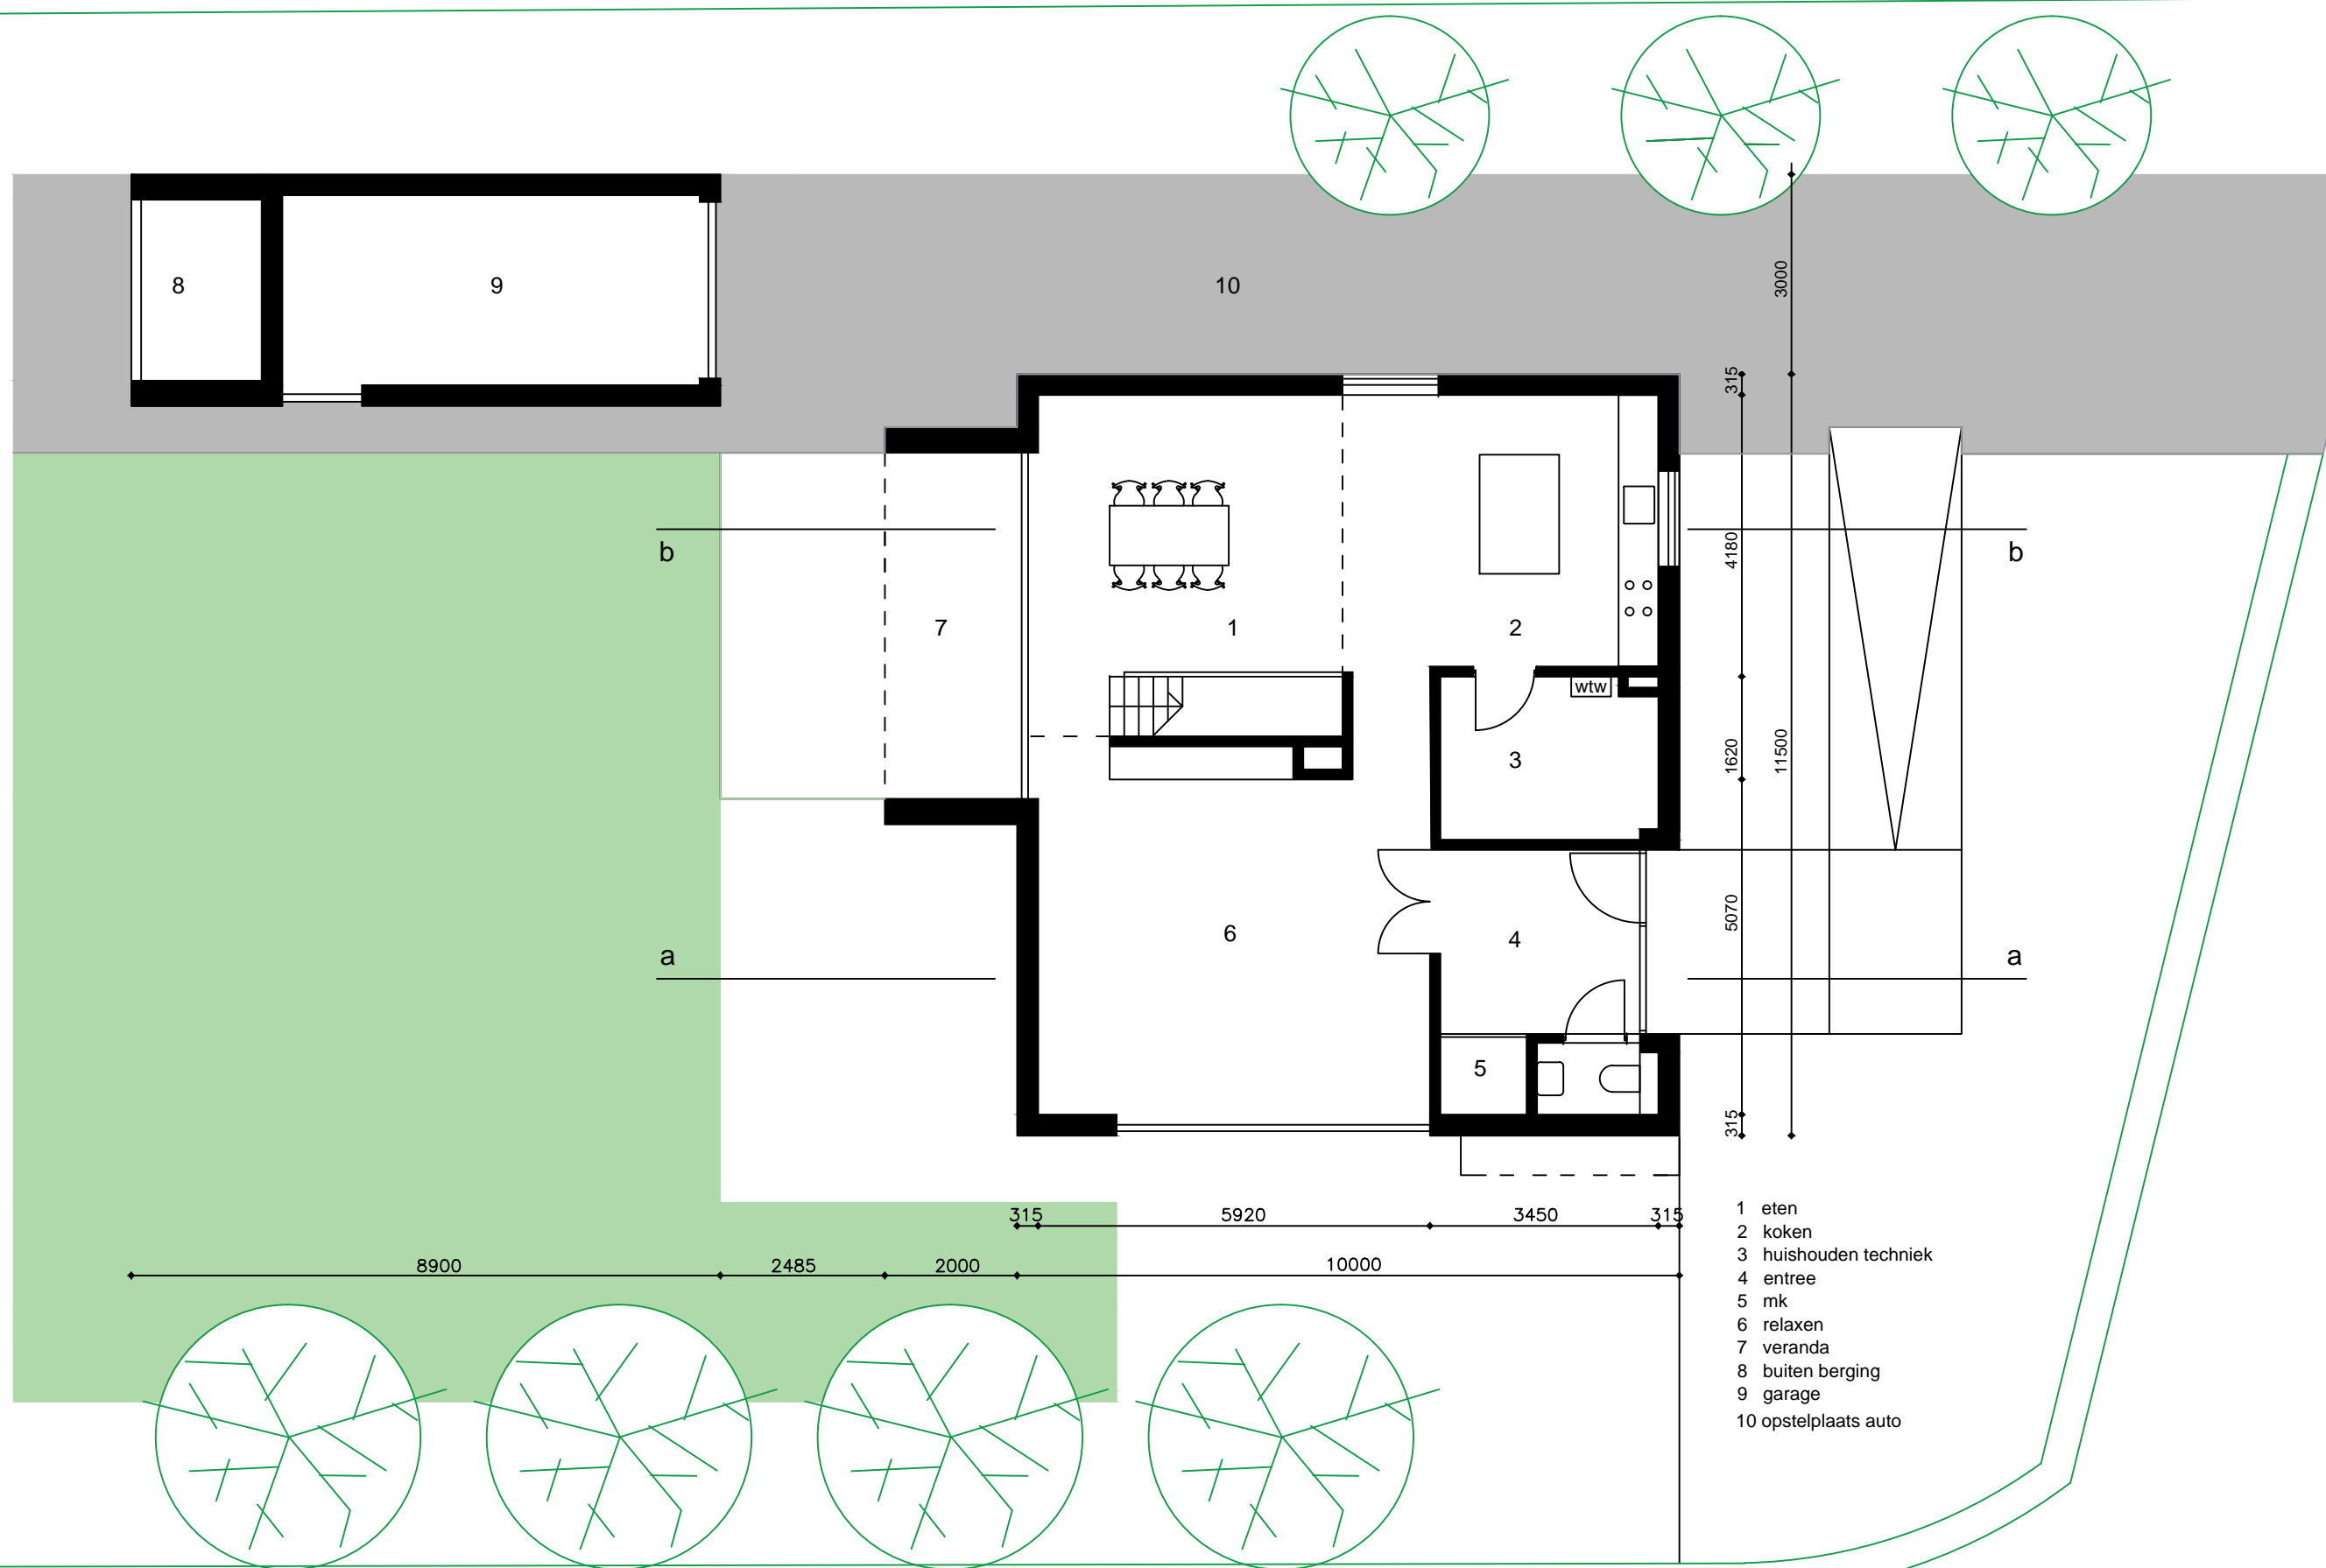 3000
8
9
10
315
b
b
4180
7
1
2
wtw
3
1620
11500
5070
6
4
a
a
5
315
315
5920
3450
315
8900
2485
2000
10000
1 eten
2 koken
3 huishouden techniek
4 entree
5 mk
6 relaxen
7 veranda
8 buiten berging
9 garage
10 opstelplaats auto